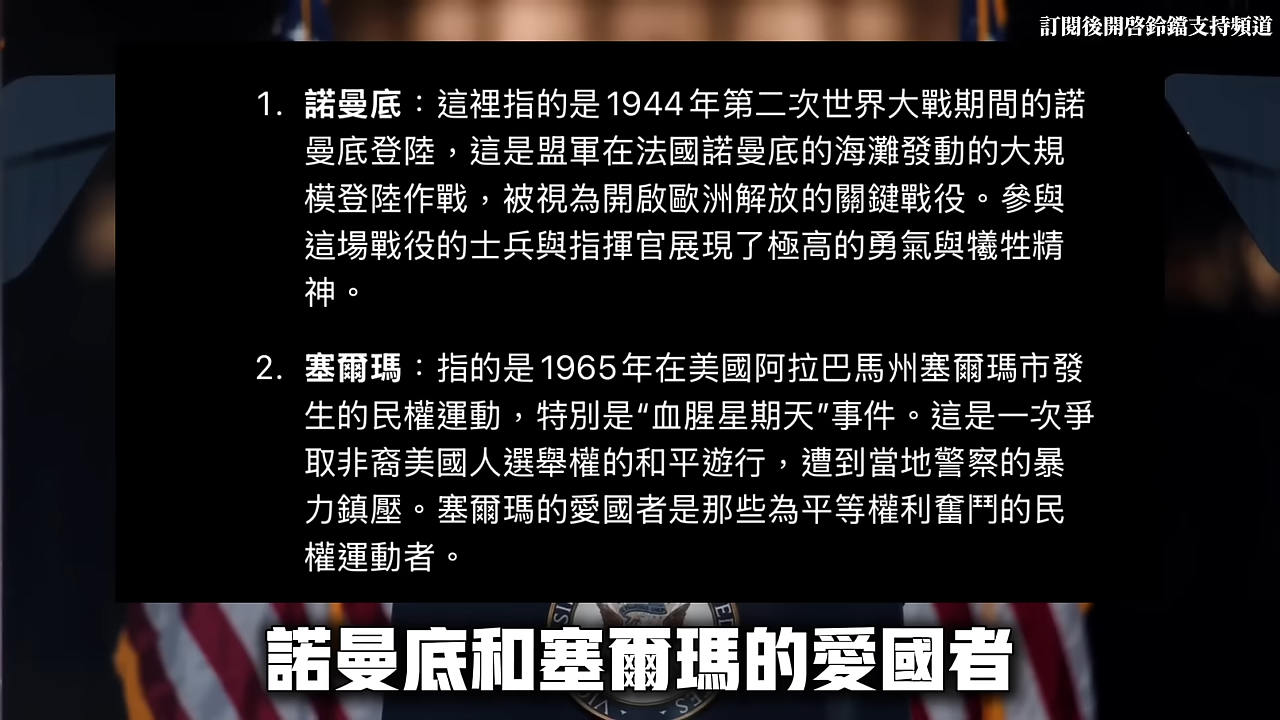 訂閱後開啓鈴鐺支持頻道
1. 諾曼底：這裡指的是1944年第二次世界大戰期間的諾
曼底登陸，這是盟軍在法國諾曼底的海灘發動的大規
模登陸作戰，被視為開啟歐洲解放的關鍵戰役。參與
這場戰役的士兵與指揮官展現了極高的勇氣與犧牲精
神。
2. 塞爾瑪：指的是1965年在美國阿拉巴馬州塞爾瑪市發
生的民權運動，特別是“血腥星期天”事件。這是一次爭
取非裔美國人選舉權的和平遊行，遭到當地警察的暴
力鎮壓。塞爾瑪的愛國者是那些為平等權利奮鬥的民
權運動者。
諾曼底和塞爾瑪的愛國者